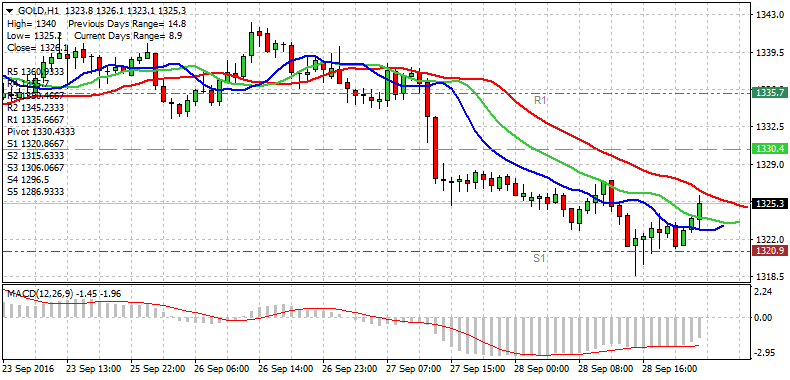 GOLD,H1 1323.8 1326.1 1323.1 1325.3
High= 1340 Previous Days Range= 14.8
Low= 1325.2 Current Days Range= 8.9
Close= 1326.1
R5
R2 1345.2333
R1 1335.6667
Pivot 1330.4333
S1 1320.8667
S2 1315.6333
S3 1306.0667
S4 1296.5
S5 1286.9333
R1
S1
1343.0
1339.5
1335.7
1332.5
1330.4
1329.0
1325.3
1322.0
1320.9
1318.5
MACD(12,26,9) -1.45 -1.96
2.24
0.00
-2.95
23 Sep 2016
23 Sep 13:00
25 Sep 22:00
26 Sep 06:00
26 Sep 14:00
26 Sep 23:00
27 Sep 07:00
27 Sep 15:00
28 Sep 00:00
28 Sep 08:00
28 Sep 16:00